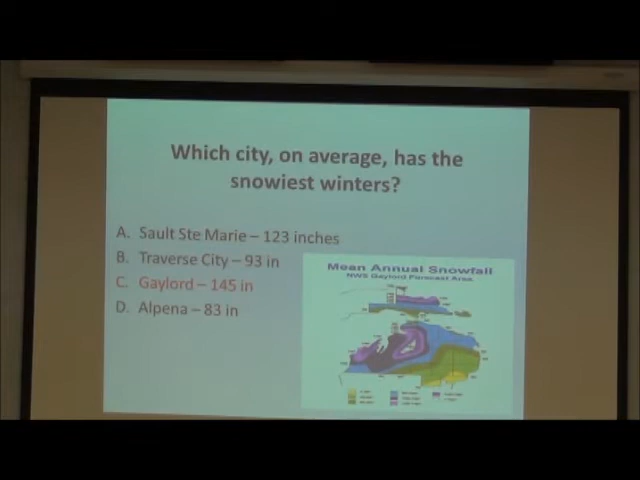 Which city, on average, has the
snowiest winters?
A. Sault Ste Marie – 123 inches
B. Traverse City – 93 in
C. Gaylord – 145 in
D. Alpena – 83 in
Mean Annual Snowfall
NWS Gaylord Forecast Area